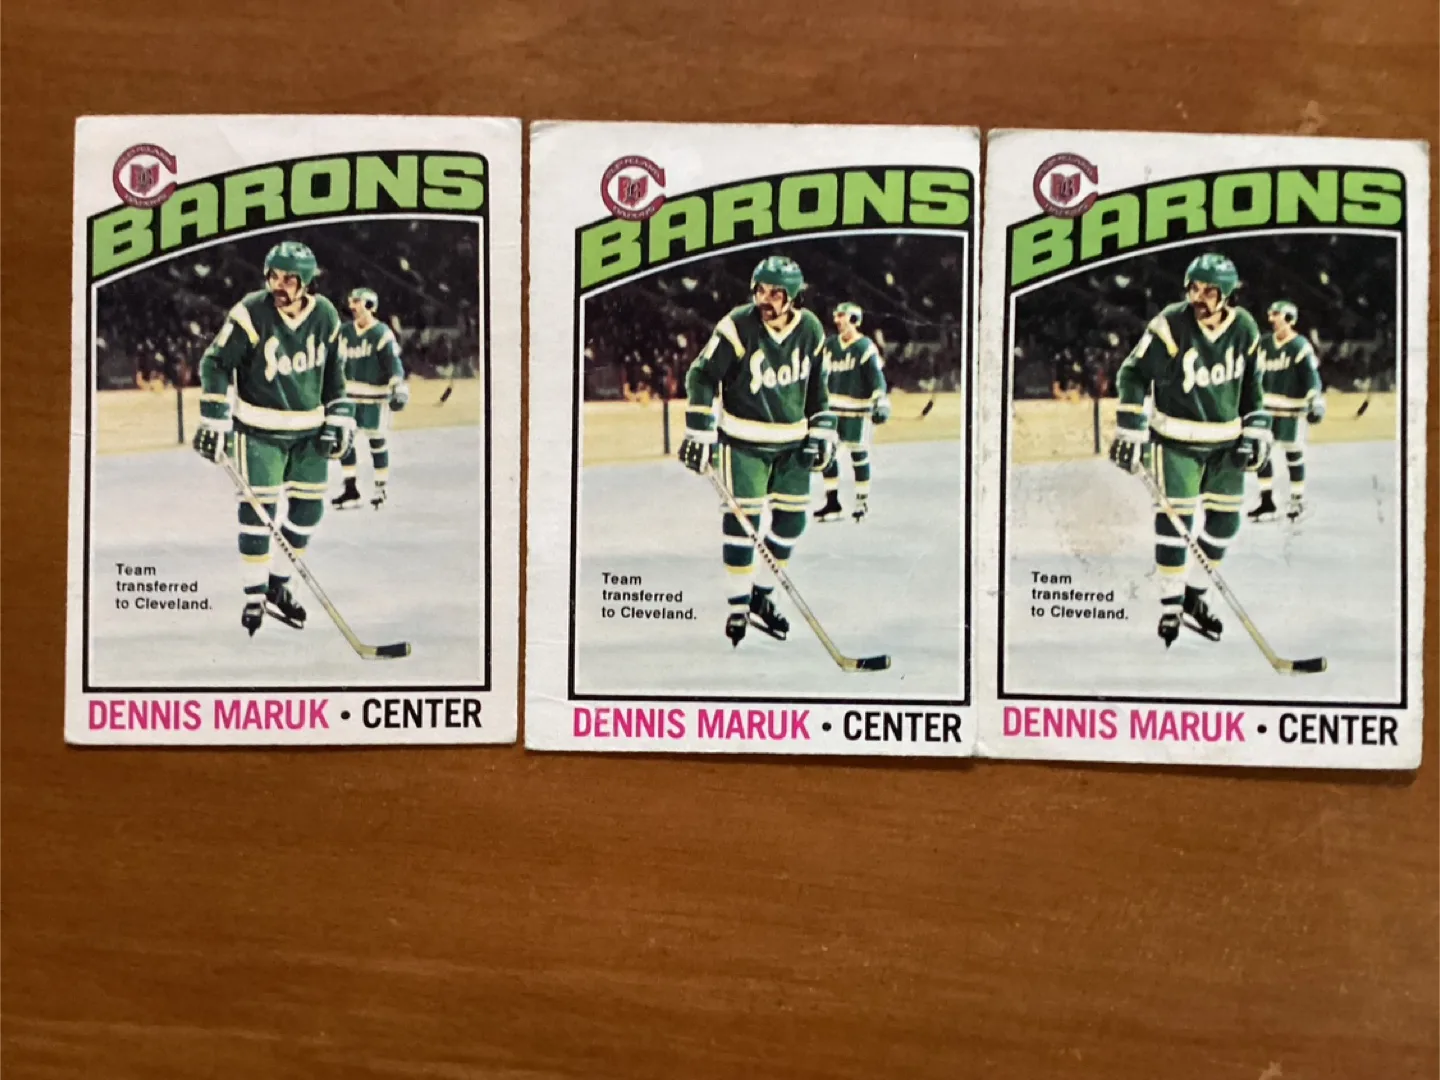 BARONS
Seals
Seals
Team
transferred
to Cleveland.
DENNIS MARUK • CENTER
BARONS
Seals
Seals
Team
transferred
to Cleveland.
DENNIS MARUK • CENTER
BARONS
Seals
Seals
Team
transferred
to Cleveland.
DENNIS MARUK • CENTER